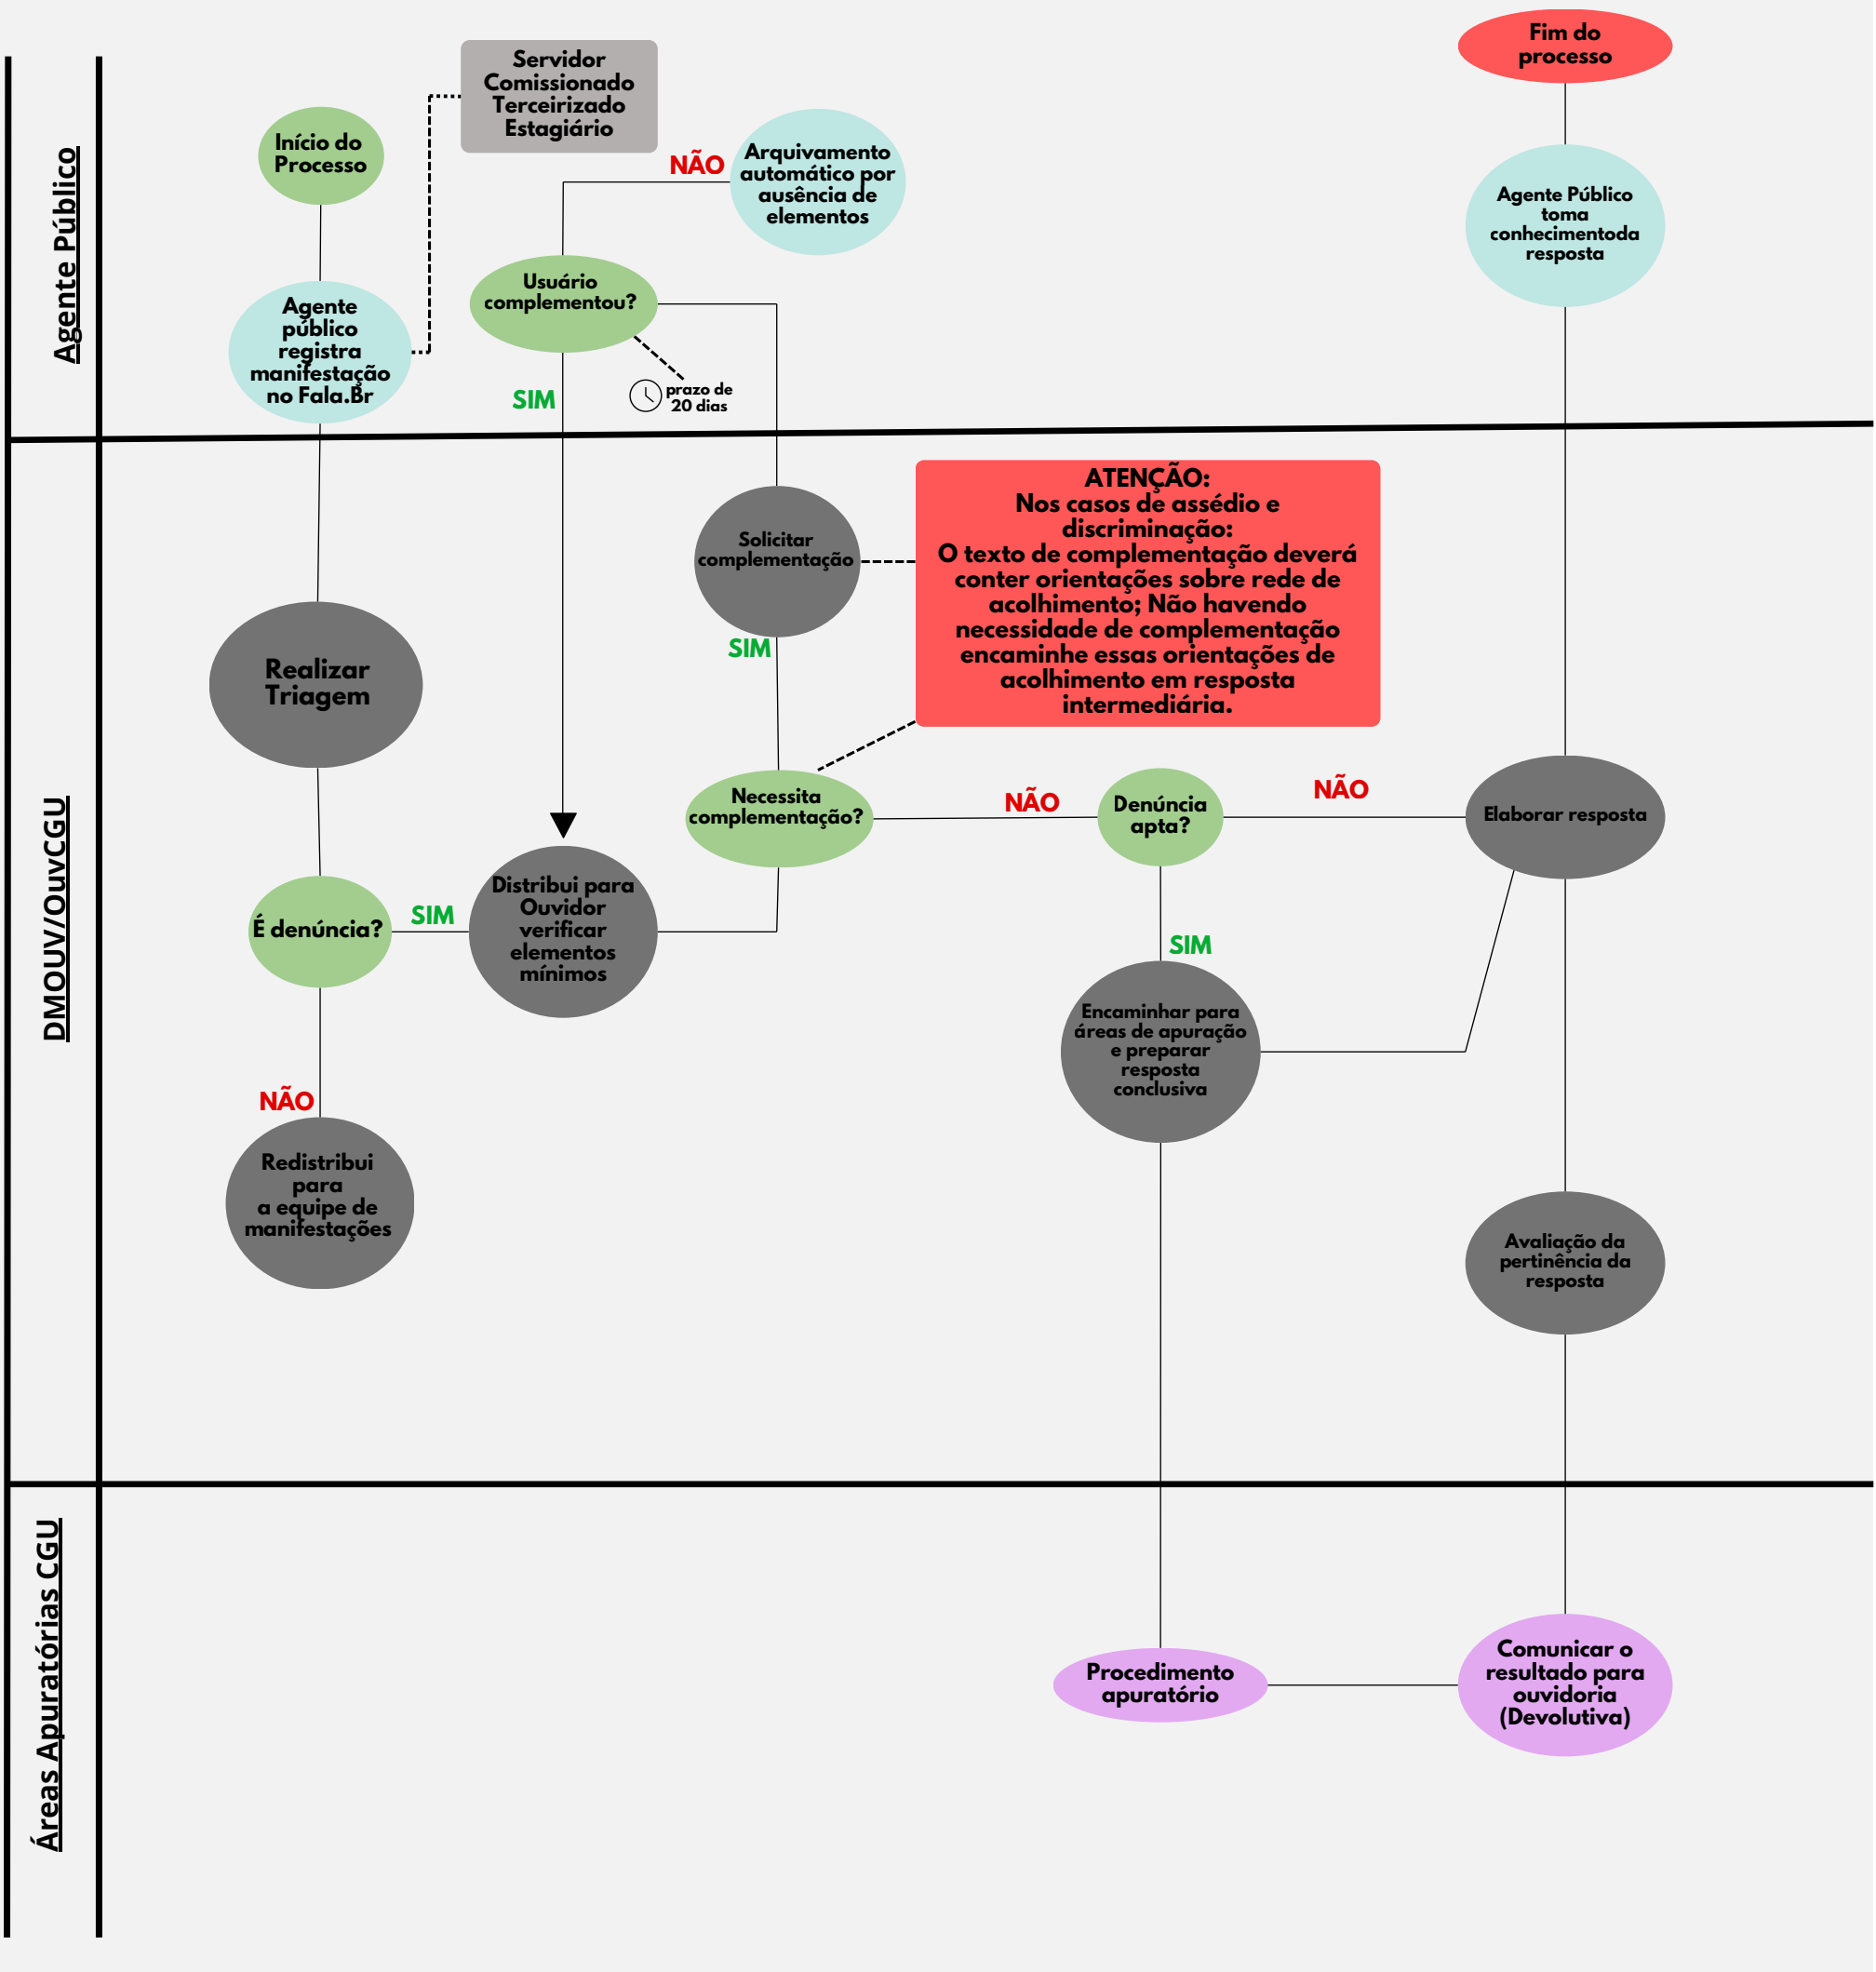 Agente Público
Início do
Processo
Agente
público
registra
manifestação
no Fala.Br
Servidor
Comissionado
Terceirizado
Estagiário
NÃO
Arquivamento
automático por
ausência de
elementos
Usuário
complementou?
SIM
prazo de
20 dias
Fim do
processo
Agente Público
toma
conhecimentoda
resposta
DMOUV/OuvCGU
Realizar
Triagem
É denúncia?
SIM
NÃO
Redistribui
para
a equipe de
manifestações
Distribui para
Ouvidor
verificar
elementos
mínimos
Solicitar
complementação
SIM
ATENÇÃO:
Nos casos de assédio e
discriminação:
O texto de complementação deverá
conter orientações sobre rede de
acolhimento; Não havendo
necessidade de complementação
encaminhe essas orientações de
acolhimento em resposta
intermediária.
Necessita
complementação?
NÃO
Denúncia
apta?
NÃO
SIM
Elaborar resposta
Encaminhar para
áreas de apuração
e preparar
resposta
conclusiva
Avaliação da
pertinência da
resposta
Áreas Apuratórias CGU
Procedimento
apuratório
Comunicar o
resultado para
ouvidoria
(Devolutiva)